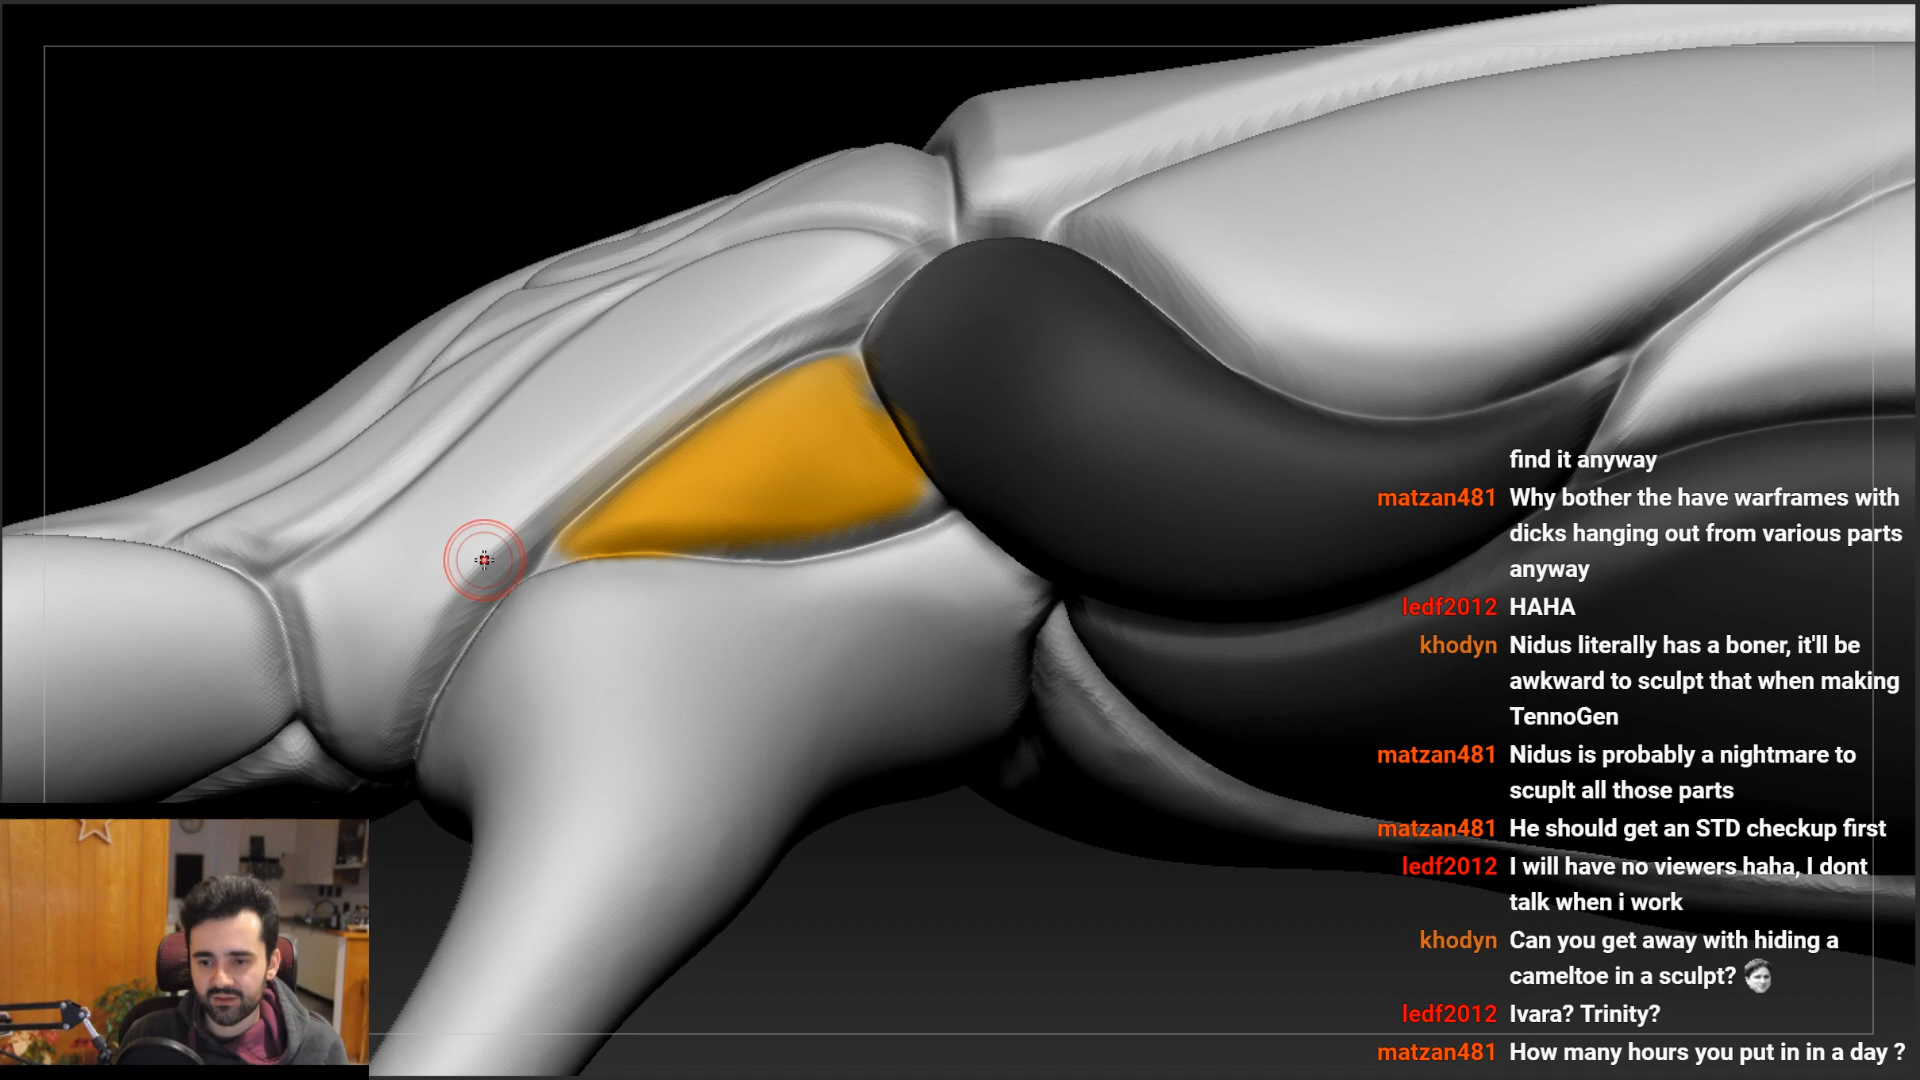 find it anyway
matzan481 Why bother the have warframes with
dicks hanging out from various parts
anyway
ledf2012 HAHA
khodyn Nidus literally has a boner, it'll be
awkward to sculpt that when making
TennoGen
matzan481 Nidus is probably a nightmare to
scuplt all those parts
matzan481 He should get an STD checkup first
ledf2012 I will have no viewers haha, I dont
talk when i work
khodyn Can you get away with hiding a
cameltoe in a sculpt?
ledf2012 Ivara? Trinity?
matzan481 How many hours you put in in a day ?